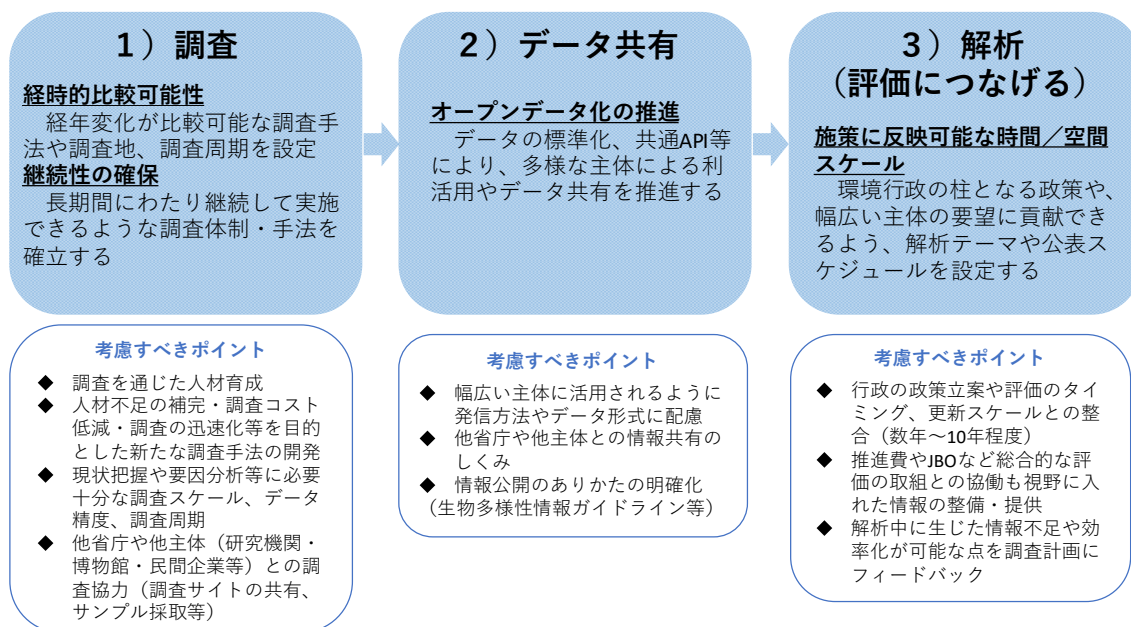 １）調査
経時的比較可能性
経年変化が比較可能な調査手
法や調査地、調査周期を設定
継続性の確保
長期間にわたり継続して実施
できるような調査体制・手法を
確立する
考慮すべきポイント
◆ 調査を通じた人材育成
◆ 人材不足の補完・調査コスト
低減・調査の迅速化等を目的
とした新たな調査手法の開発
◆ 現状把握や要因分析等に必要
十分な調査スケール、データ
精度、調査周期
◆ 他省庁や他主体（研究機関・
博物館・民間企業等）との調
査協力（調査サイトの共有、
サンプル採取等）
２）データ共有
オープンデータ化の推進
データの標準化、共通API等
により、多様な主体による利
活用やデータ共有を推進する
考慮すべきポイント
◆ 幅広い主体に活用されるように
発信方法やデータ形式に配慮
◆ 他省庁や他主体との情報共有の
しくみ
◆ 情報公開のありかたの明確化
（生物多様性情報ガイドライン等）
３）解析
（評価につなげる）
施策に反映可能な時間／空間
スケール
環境行政の柱となる政策や、
幅広い主体の要望に貢献でき
るよう、解析テーマや公表ス
ケジュールを設定する
考慮すべきポイント
◆ 行政の政策立案や評価のタイ
ミング、更新スケールとの整
合（数年～10年程度）
◆ 推進費やJBOなど総合的な評
価の取組との協働も視野に入
れた情報の整備・提供
◆ 解析中に生じた情報不足や効
率化が可能な点を調査計画に
フィードバック